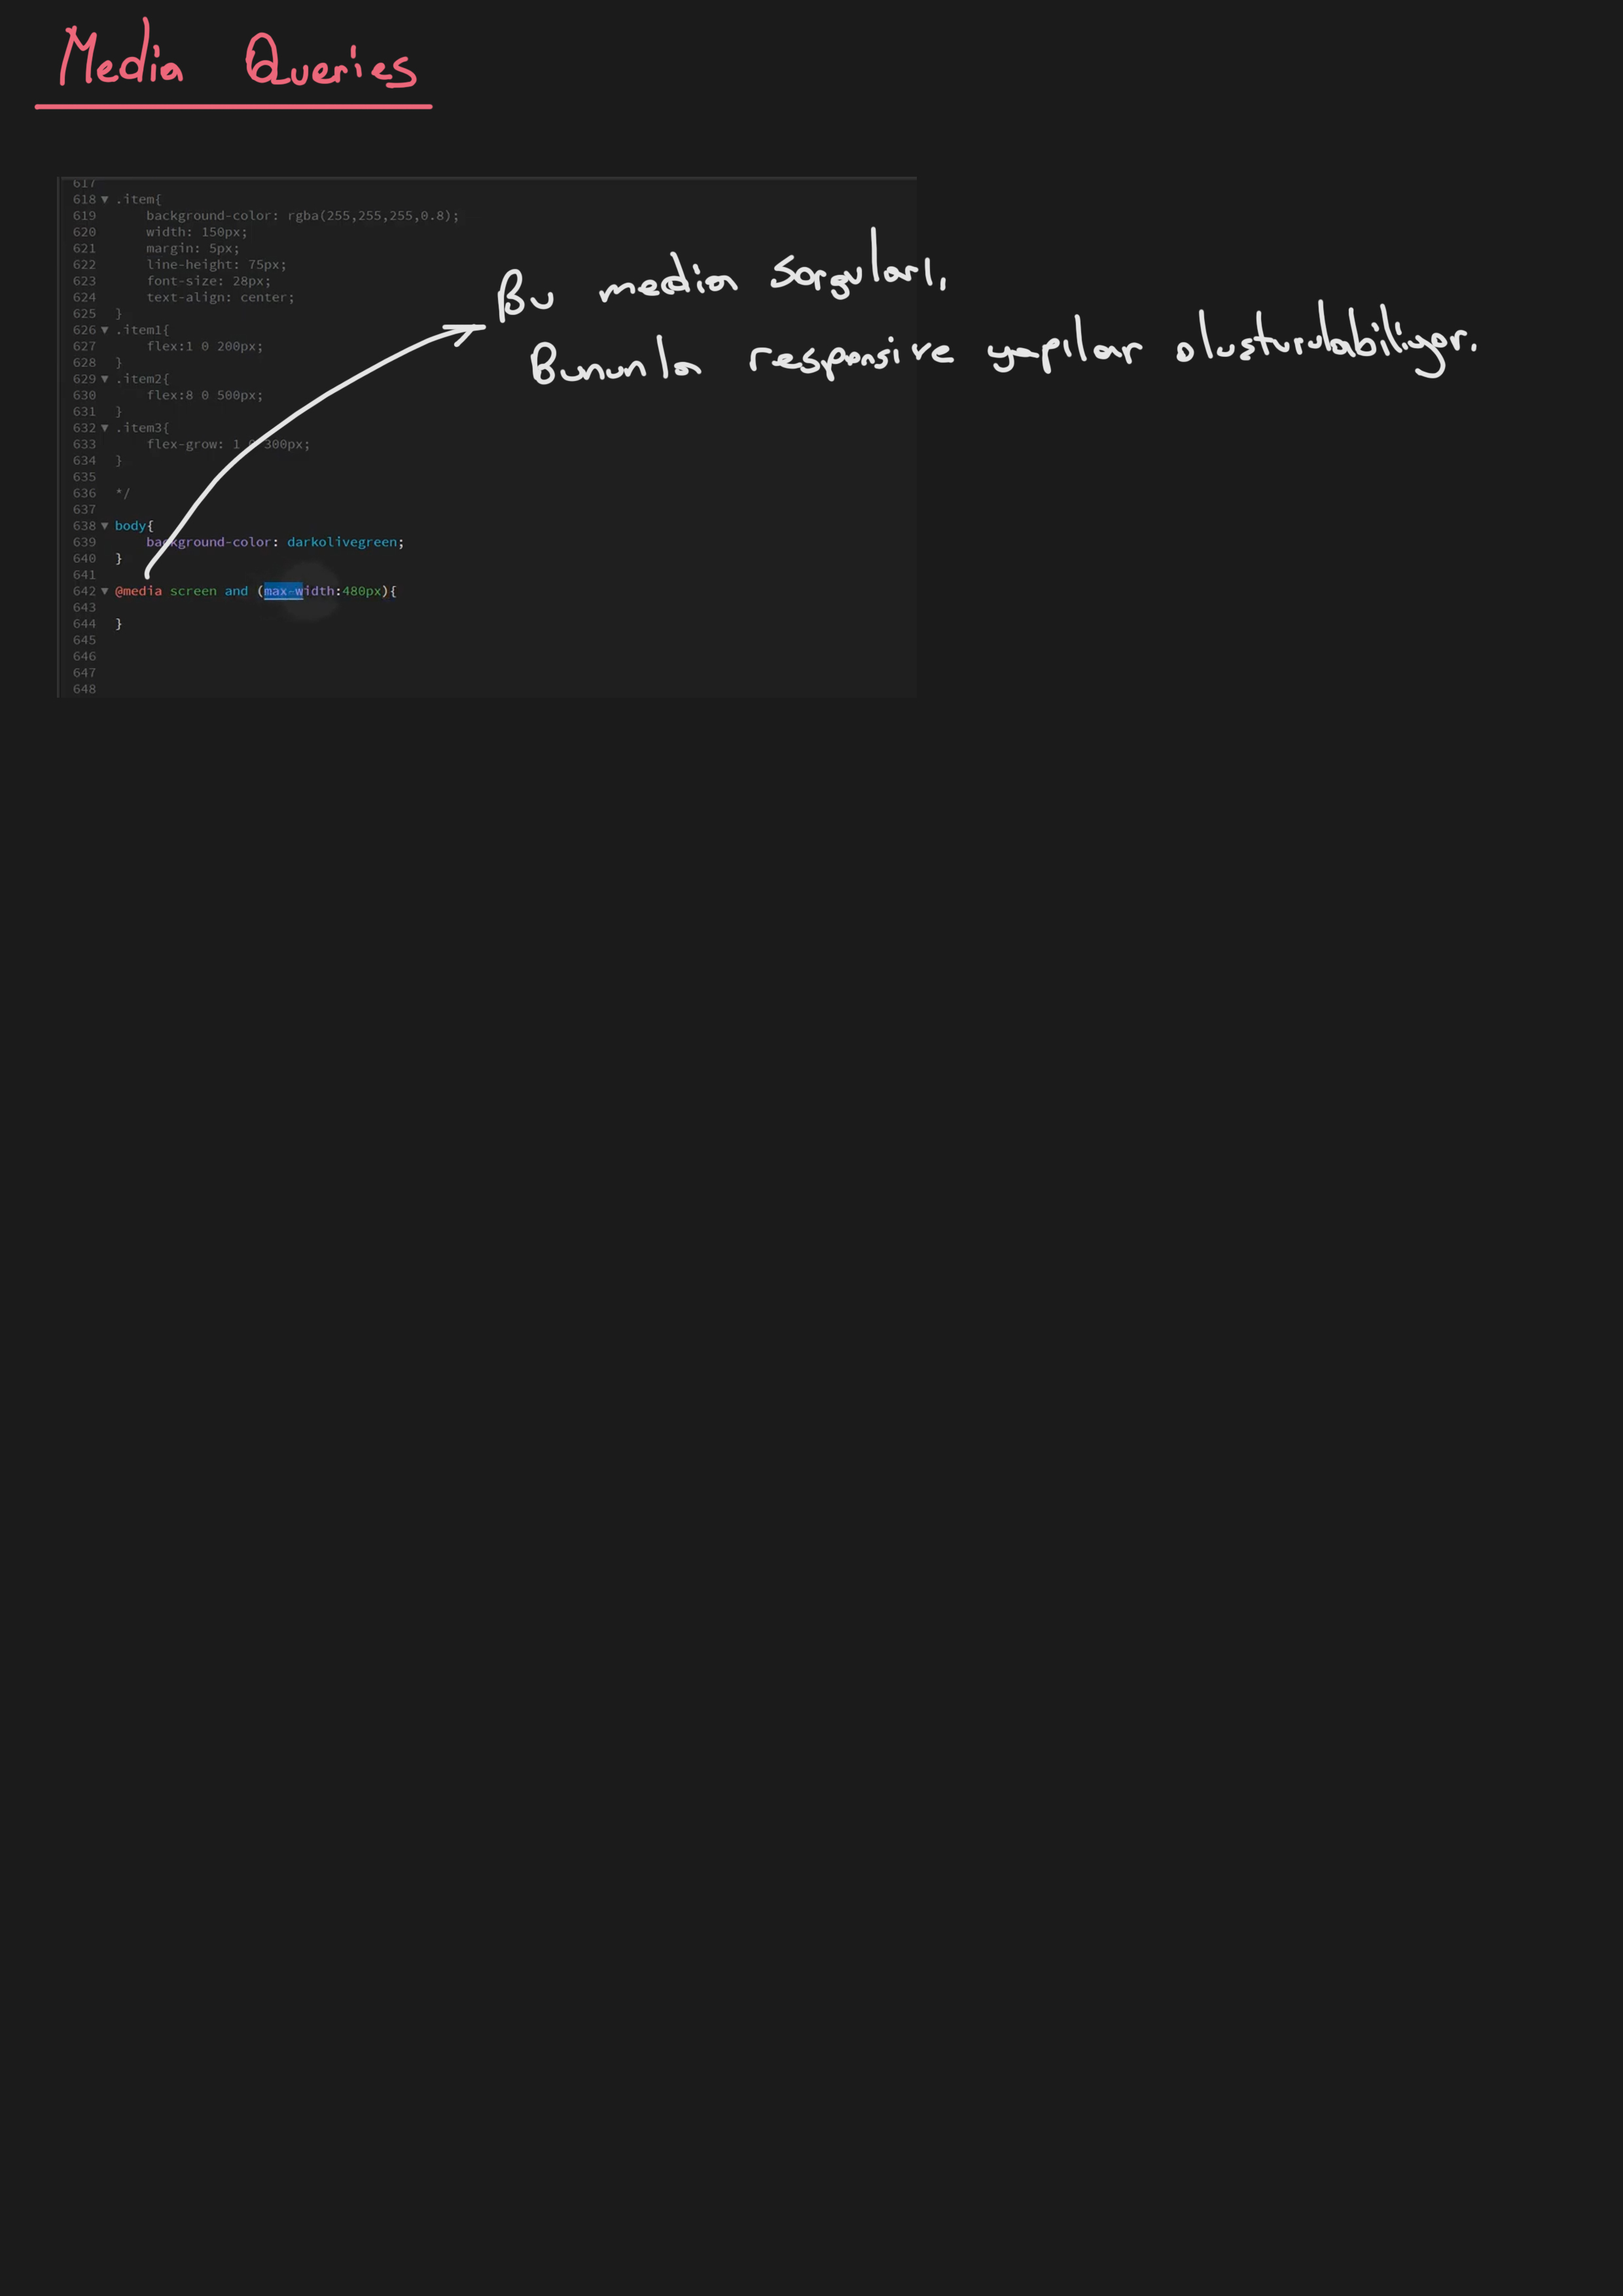 Media Queries
617
618 ▼ .item{
619 background-color: rgba(255,255,255,0.8);
620 width: 150px;
621 margin: 5px;
622 line-height: 75px;
623 font-size: 28px;
624 text-align: center;
625 }
626 ▼ .item1{
627 flex:1 0 200px;
628 }
629 ▼ .item2{
630 flex:8 0 500px;
631 }
632 ▼ .item3{
633 flex-grow: 1 0 300px;
634 }
635
636 */
637
638 ▼ body{
639 background-color: darkolivegreen;
640 }
641
642 ▼ @media screen and (max-width:480px){
643
644 }
645
646
647
648
Bu media sorguları,
Bununla responsive yapılar olusturulabiliyor.